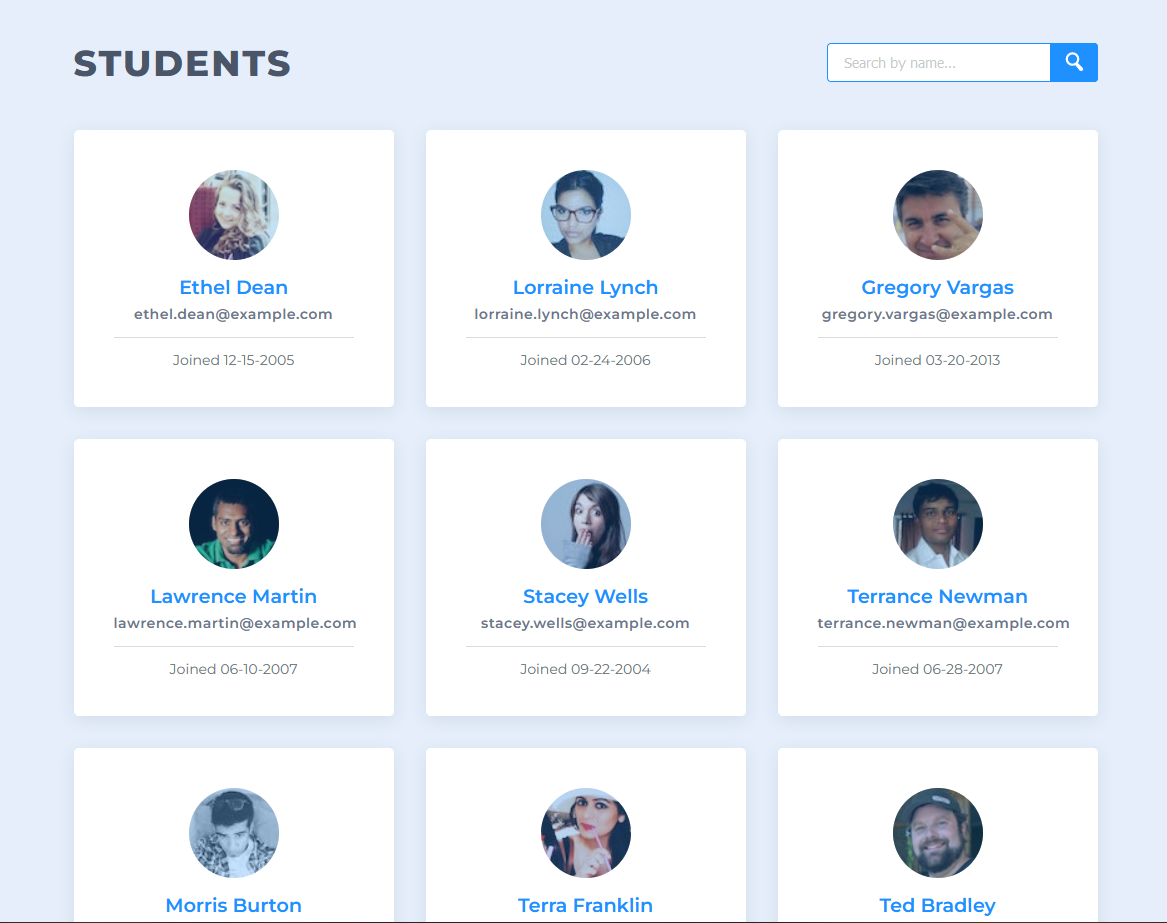 STUDENTS
Search by name...
Ethel Dean
ethel.dean@example.com
Joined 12-15-2005
Lorraine Lynch
lorraine.lynch@example.com
Joined 02-24-2006
Gregory Vargas
gregory.vargas@example.com
Joined 03-20-2013
Lawrence Martin
lawrence.martin@example.com
Joined 06-10-2007
Stacey Wells
stacey.wells@example.com
Joined 09-22-2004
Terrance Newman
terrance.newman@example.com
Joined 06-28-2007
Morris Burton
Terra Franklin
Ted Bradley